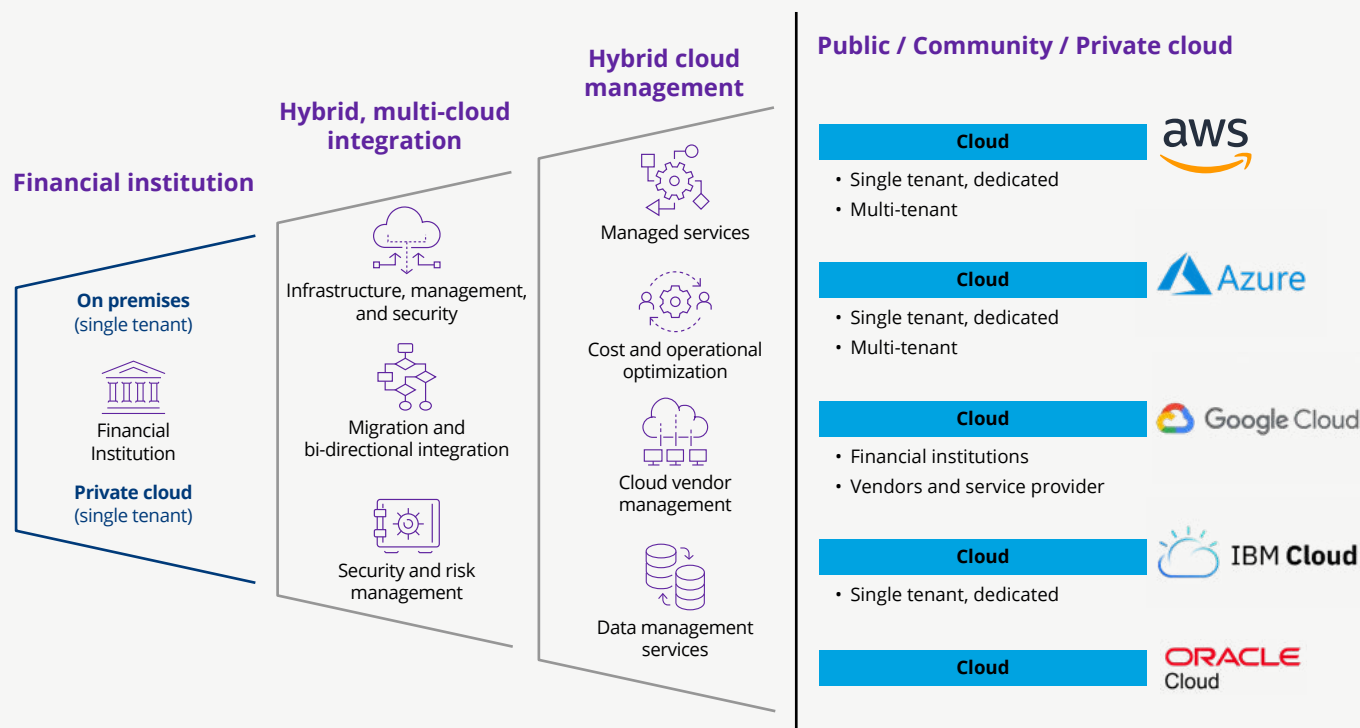 Financial institution
On premises
(single tenant)
Financial
Institution
Private cloud
(single tenant)
Hybrid, multi-cloud
integration
Infrastructure, management,
and security
Migration and
bi-directional integration
Security and risk
management
Hybrid cloud
management
Managed services
Cost and operational
optimization
Cloud vendor
management
Data management
services
Public / Community / Private cloud
Cloud
aws
• Single tenant, dedicated
• Multi-tenant
Cloud
Azure
• Single tenant, dedicated
• Multi-tenant
Cloud
Google Cloud
• Financial institutions
• Vendors and service provider
Cloud
IBM Cloud
• Single tenant, dedicated
Cloud
ORACLE
Cloud